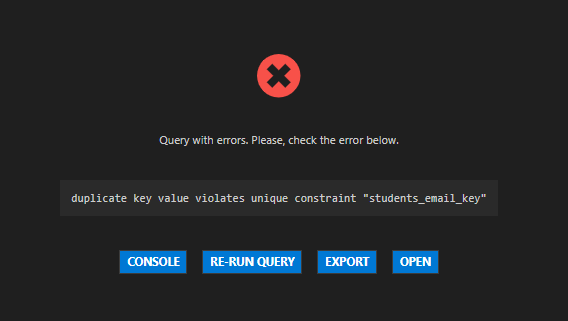 Query with errors. Please, check the error below.
duplicate key value violates unique constraint "students_email_key"
CONSOLE RE-RUN QUERY EXPORT OPEN